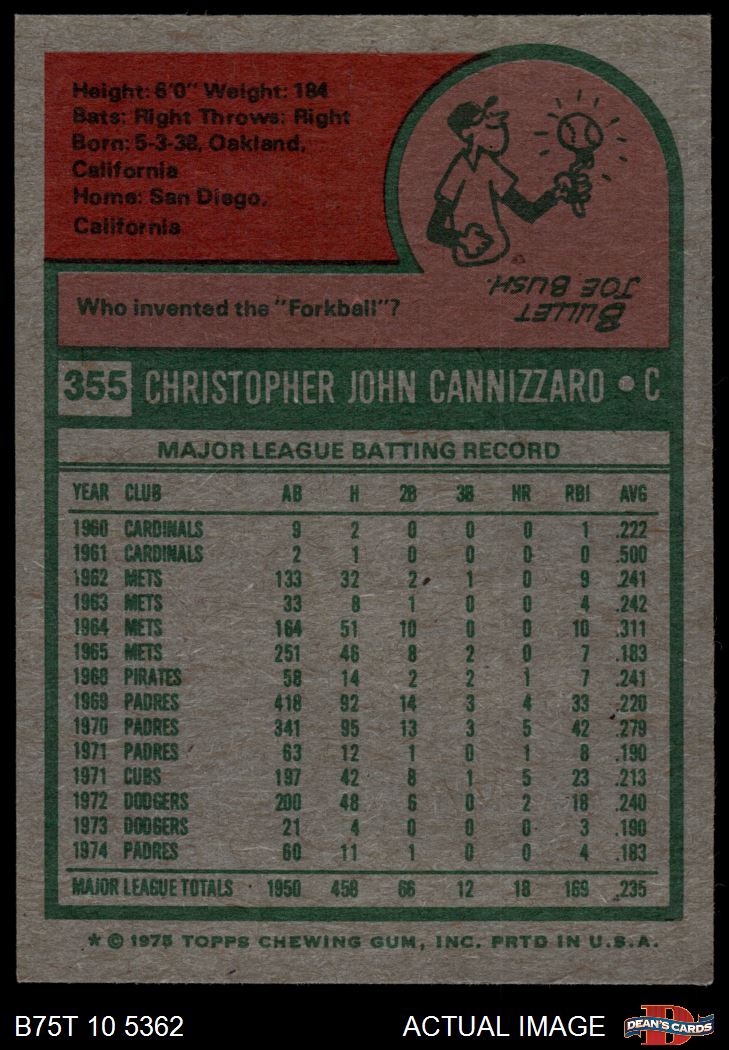 Height: 6'0" Weight: 184
Bats: Right Throws: Right
Born: 5-3-38, Oakland,
California
Home: San Diego,
California
BULLET
JOE BUSH.
Who invented the "Forkball"?
355 CHRISTOPHER JOHN CANNIZZARO • C
MAJOR LEAGUE BATTING RECORD
YEAR CLUB AB H 2B 3B HR RBI AVG
1960 CARDINALS 9 2 0 0 0 1 .222
1961 CARDINALS 2 1 0 0 0 0 .500
1962 METS 133 32 2 1 0 9 .241
1963 METS 33 8 1 0 0 4 .242
1964 METS 164 51 10 0 0 10 .311
1965 METS 251 46 8 2 0 7 .183
1968 PIRATES 58 14 2 2 1 7 .241
1969 PADRES 418 92 14 3 4 33 .220
1970 PADRES 341 95 13 3 5 42 .279
1971 PADRES 63 12 1 0 1 8 .190
1971 CUBS 197 42 8 1 5 23 .213
1972 DODGERS 200 48 6 0 2 18 .240
1973 DODGERS 21 4 0 0 0 3 .190
1974 PADRES 60 11 1 0 0 4 .183
MAJOR LEAGUE TOTALS 1950 458 66 12 18 169 .235
* © 1975 TOPPS CHEWING GUM, INC. PRTD IN U.S.A.
B75T 10 5362 ACTUAL IMAGE D DEAN'S CARDS